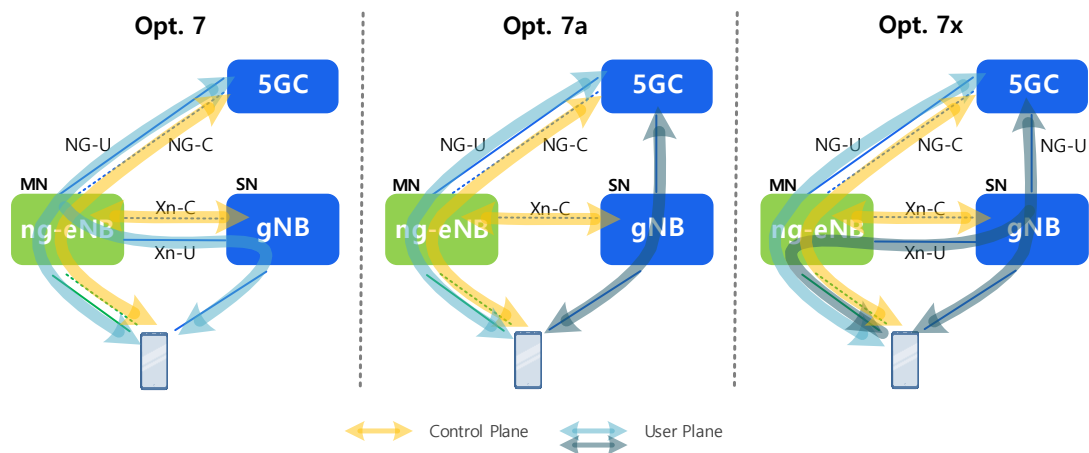 Opt. 7
5GC
NG-U
NG-C
MN
SN
ng-eNB
Xn-C
gNB
Xn-U
Opt. 7a
5GC
NG-U
NG-C
MN
SN
ng-eNB
Xn-C
gNB
Opt. 7x
5GC
NG-U
NG-C
NG-U
MN
SN
ng-eNB
Xn-C
gNB
Xn-U
Control Plane
User Plane